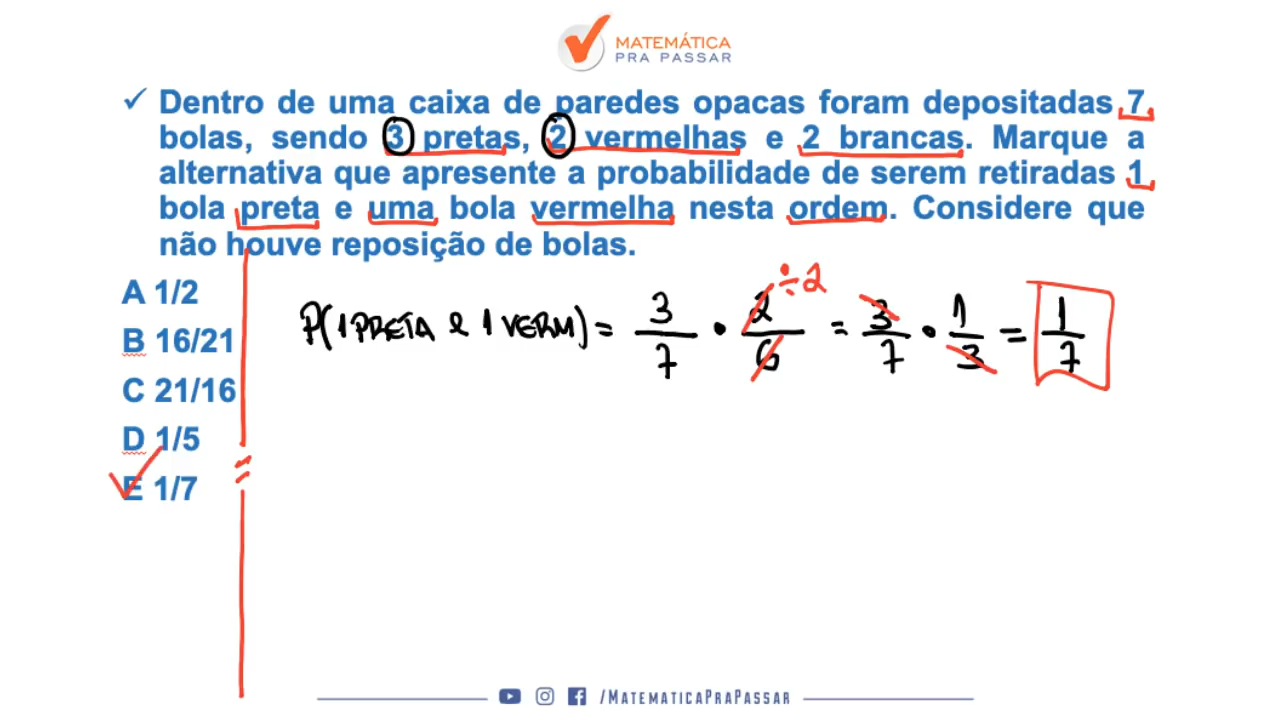 MATEMÁTICA
PRA PASSAR
✓ Dentro de uma caixa de paredes opacas foram depositadas 7
bolas, sendo 3 pretas, 2 vermelhas e 2 brancas. Marque a
alternativa que apresente a probabilidade de serem retiradas 1
bola preta e uma bola vermelha nesta ordem. Considere que
não houve reposição de bolas.
A 1/2
B 16/21
C 21/16
D 1/5
E 1/7
P(1 PRETA e 1 VERM) = 3/7 · 2/6 ÷2 = 3/7 · 1/3 = 1/7
/MATEMATICAPRAPASSAR